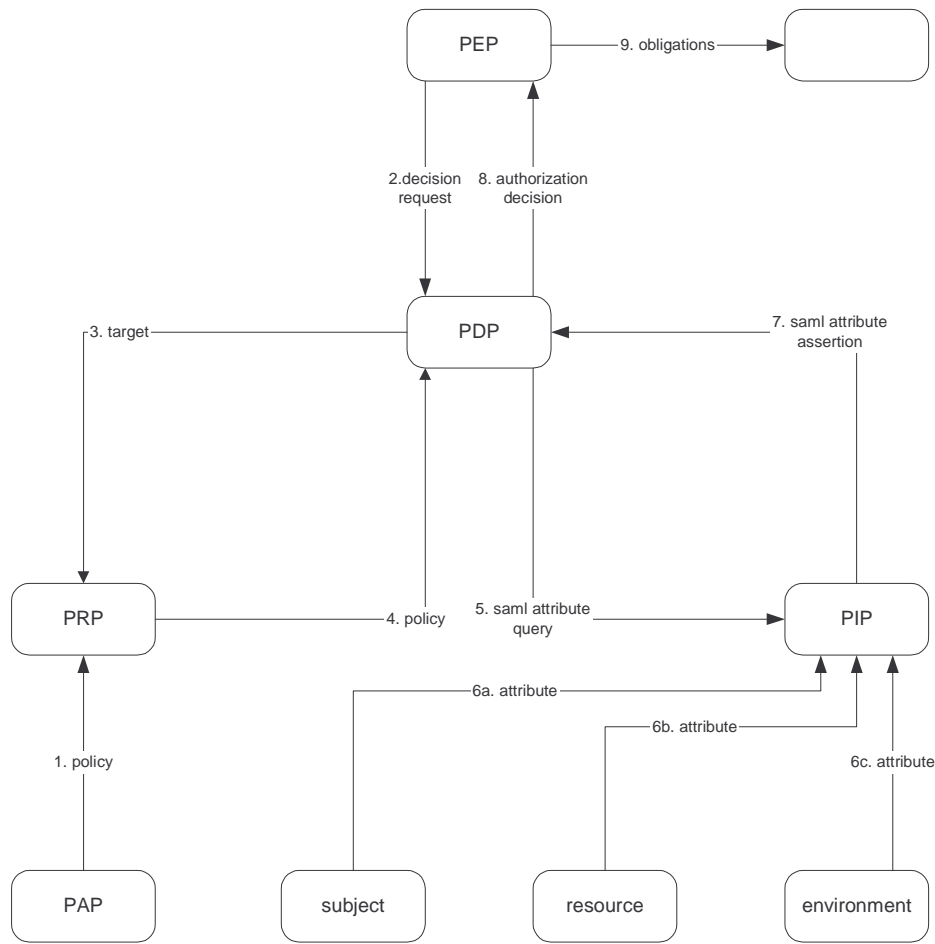 PEP
9. obligations
2.decision
request
8. authorization
decision
3. target
PDP
7. saml attribute
assertion
PRP
4. policy
5. saml attribute
query
PIP
6a. attribute
6b. attribute
1. policy
6c. attribute
PAP
subject
resource
environment